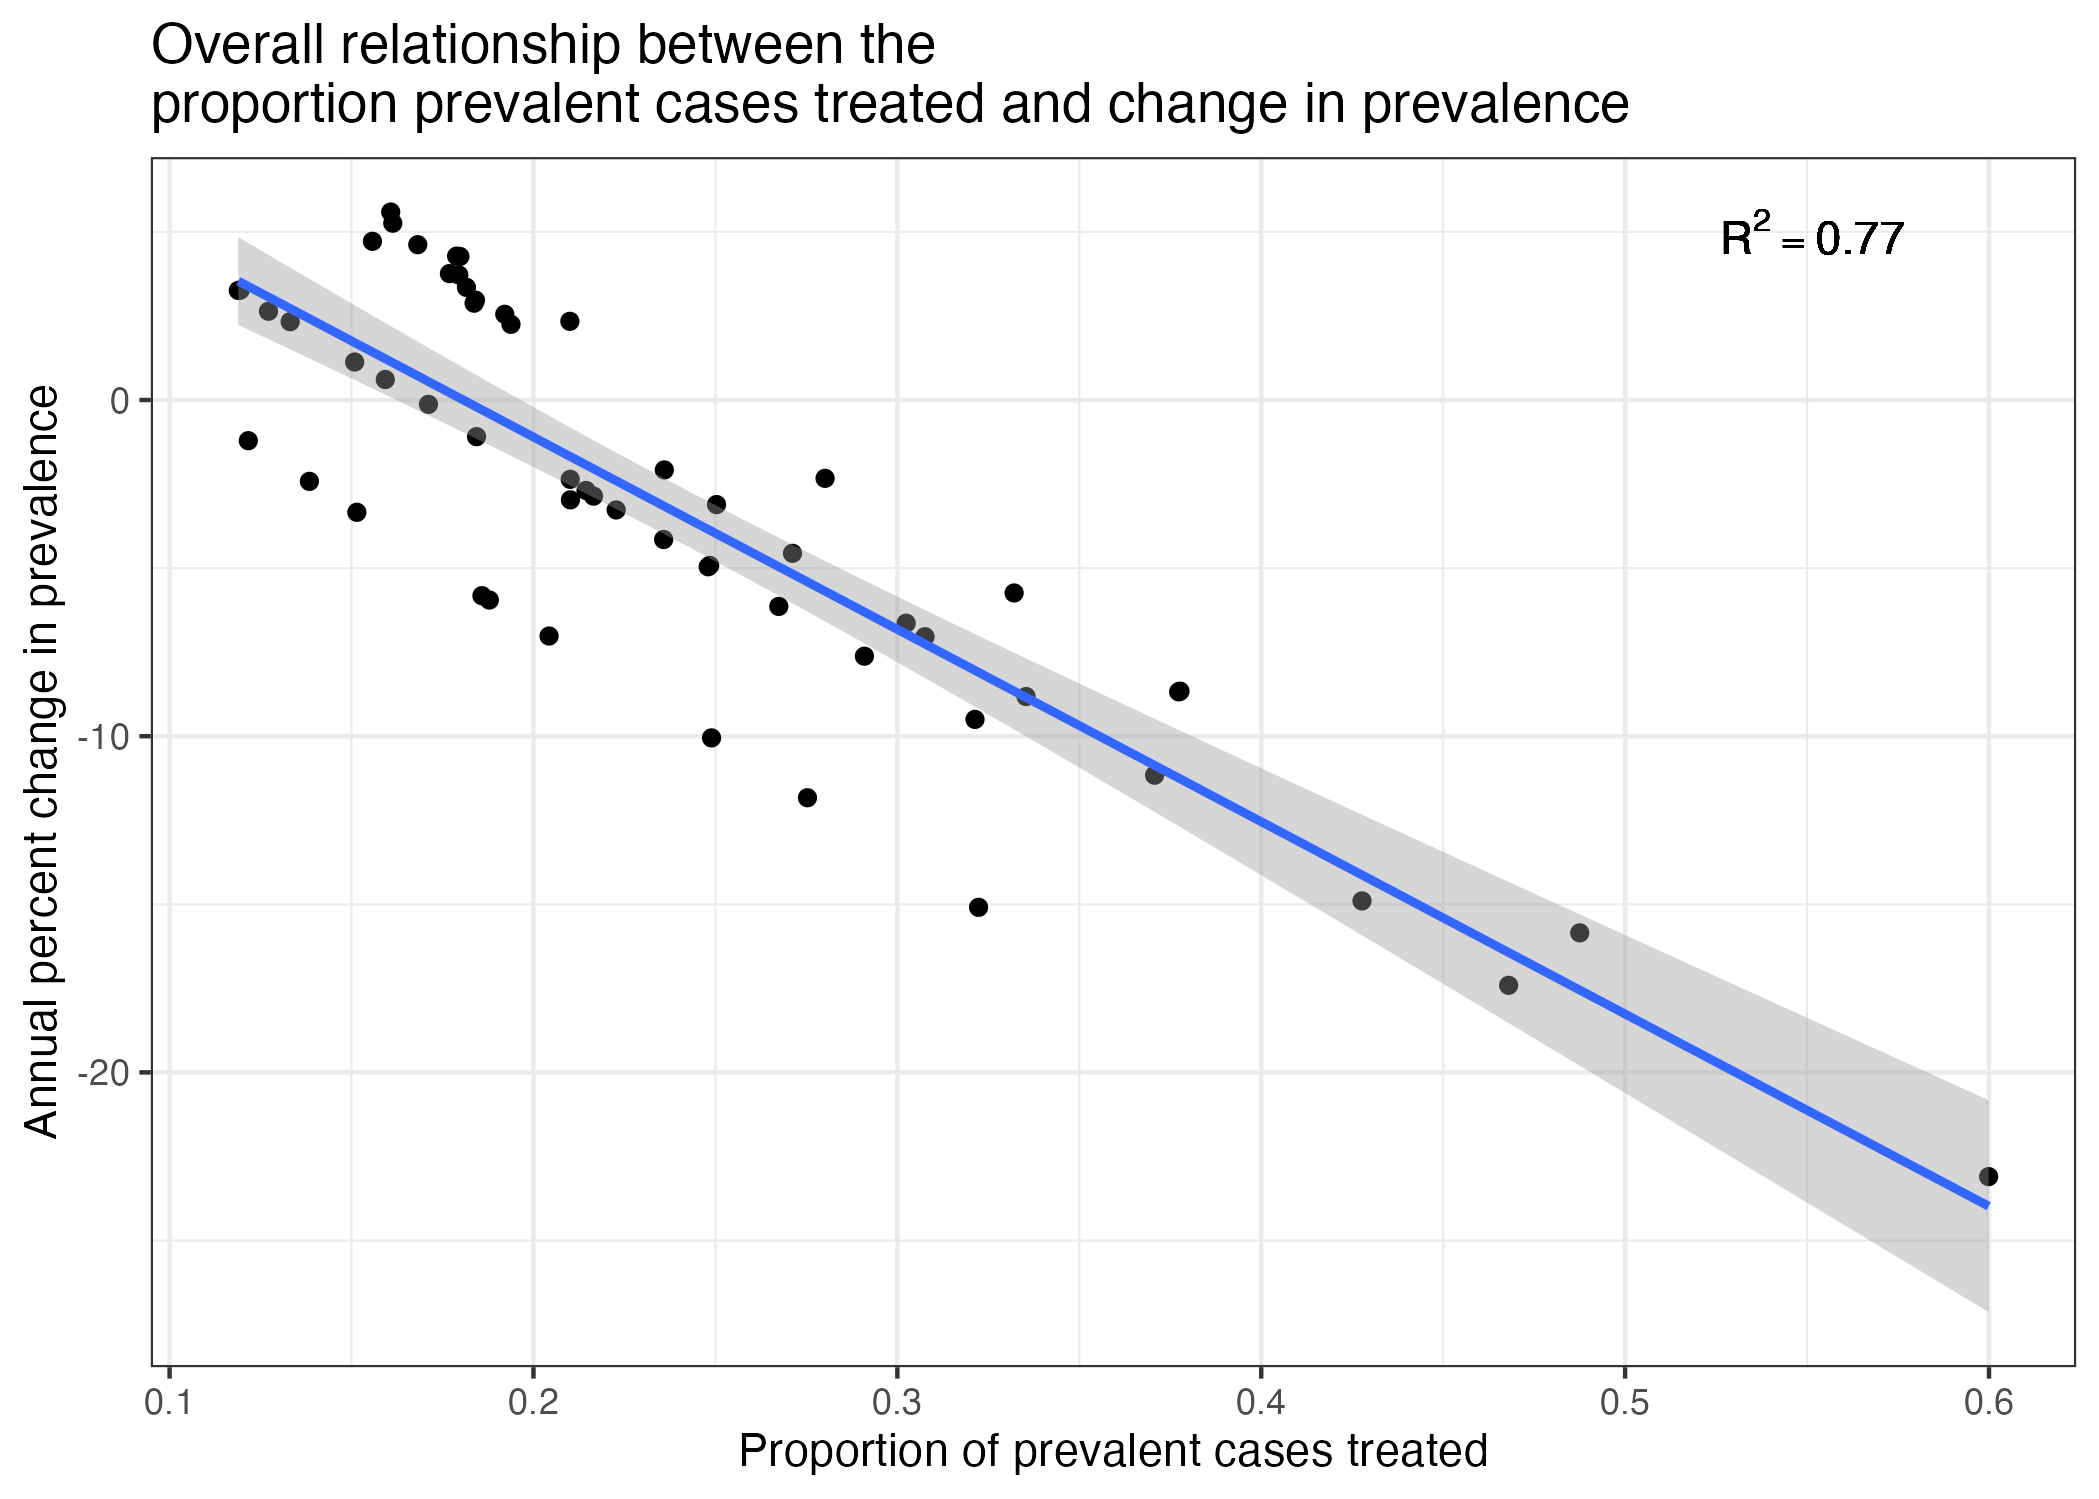 Overall relationship between the
proportion prevalent cases treated and change in prevalence
R² = 0.77
Annual percent change in prevalence
0
-10
-20
0.1 0.2 0.3 0.4 0.5 0.6
Proportion of prevalent cases treated